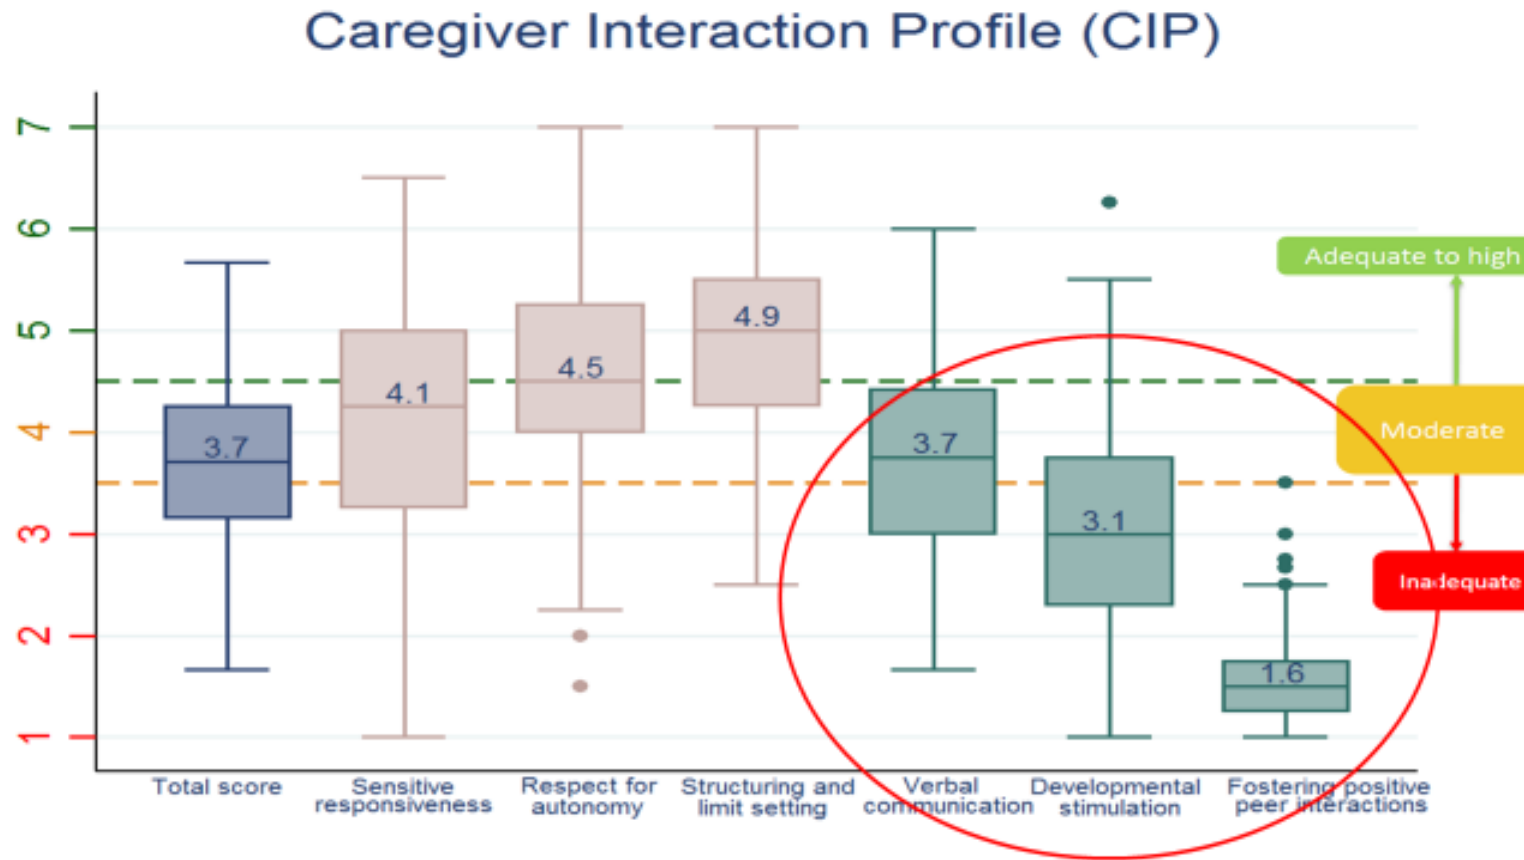 Caregiver Interaction Profile (CIP)
7
6
5
4
3
2
1
3.7
4.1
4.5
4.9
3.7
3.1
1.6
Adequate to high
Moderate
Inadequate
Total score
Sensitive
responsiveness
Respect for
autonomy
Structuring and
limit setting
Verbal
communication
Developmental
stimulation
Fostering positive
peer interactions